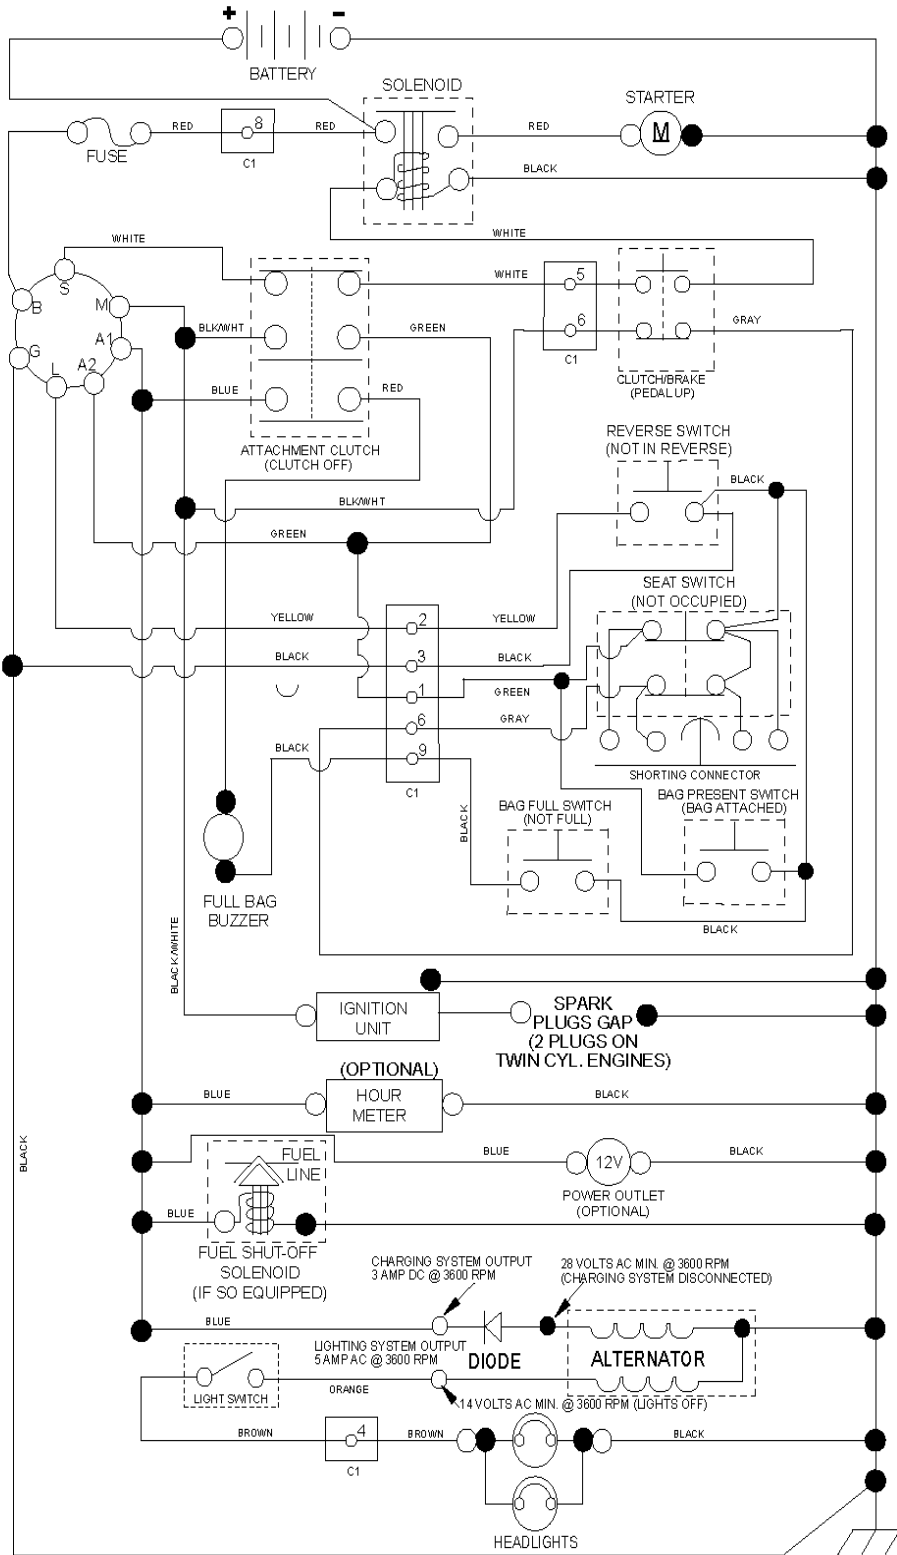 + -
BATTERY
SOLENOID
STARTER
RED
8
RED
RED
M
FUSE
C1
BLACK
WHITE
WHITE
S
WHITE
5
B
M
BLK/WHT
GREEN
6
GRAY
A1
G
C1
A2
L
BLUE
RED
CLUTCH/BRAKE
(PEDAL UP)
ATTACHMENT CLUTCH
(CLUTCH OFF)
REVERSE SWITCH
(NOT IN REVERSE)
BLACK
BLK/WHT
GREEN
SEAT SWITCH
(NOT OCCUPIED)
YELLOW
2
YELLOW
BLACK
3
BLACK
1
GREEN
6
GRAY
BLACK
9
SHORTING CONNECTOR
C1
BAG PRESENT SWITCH
(BAG ATTACHED)
BAG FULL SWITCH
(NOT FULL)
BLACK
FULL BAG
BUZZER
BLACK
BLACK/WHITE
IGNITION
UNIT
SPARK
PLUGS GAP
(2 PLUGS ON
TWIN CYL. ENGINES)
(OPTIONAL)
HOUR
METER
BLUE
BLACK
BLACK
FUEL
LINE
BLUE
12V
BLACK
POWER OUTLET
(OPTIONAL)
BLUE
FUEL SHUT-OFF
SOLENOID
(IF SO EQUIPPED)
CHARGING SYSTEM OUTPUT
3 AMP DC @ 3600 RPM
28 VOLTS AC MIN. @ 3600 RPM
(CHARGING SYSTEM DISCONNECTED)
BLUE
LIGHTING SYSTEM OUTPUT
5 AMP AC @ 3600 RPM
DIODE
ALTERNATOR
LIGHT SWITCH
ORANGE
14 VOLTS AC MIN. @ 3600 RPM (LIGHTS OFF)
BROWN
4
BROWN
BLACK
C1
HEADLIGHTS